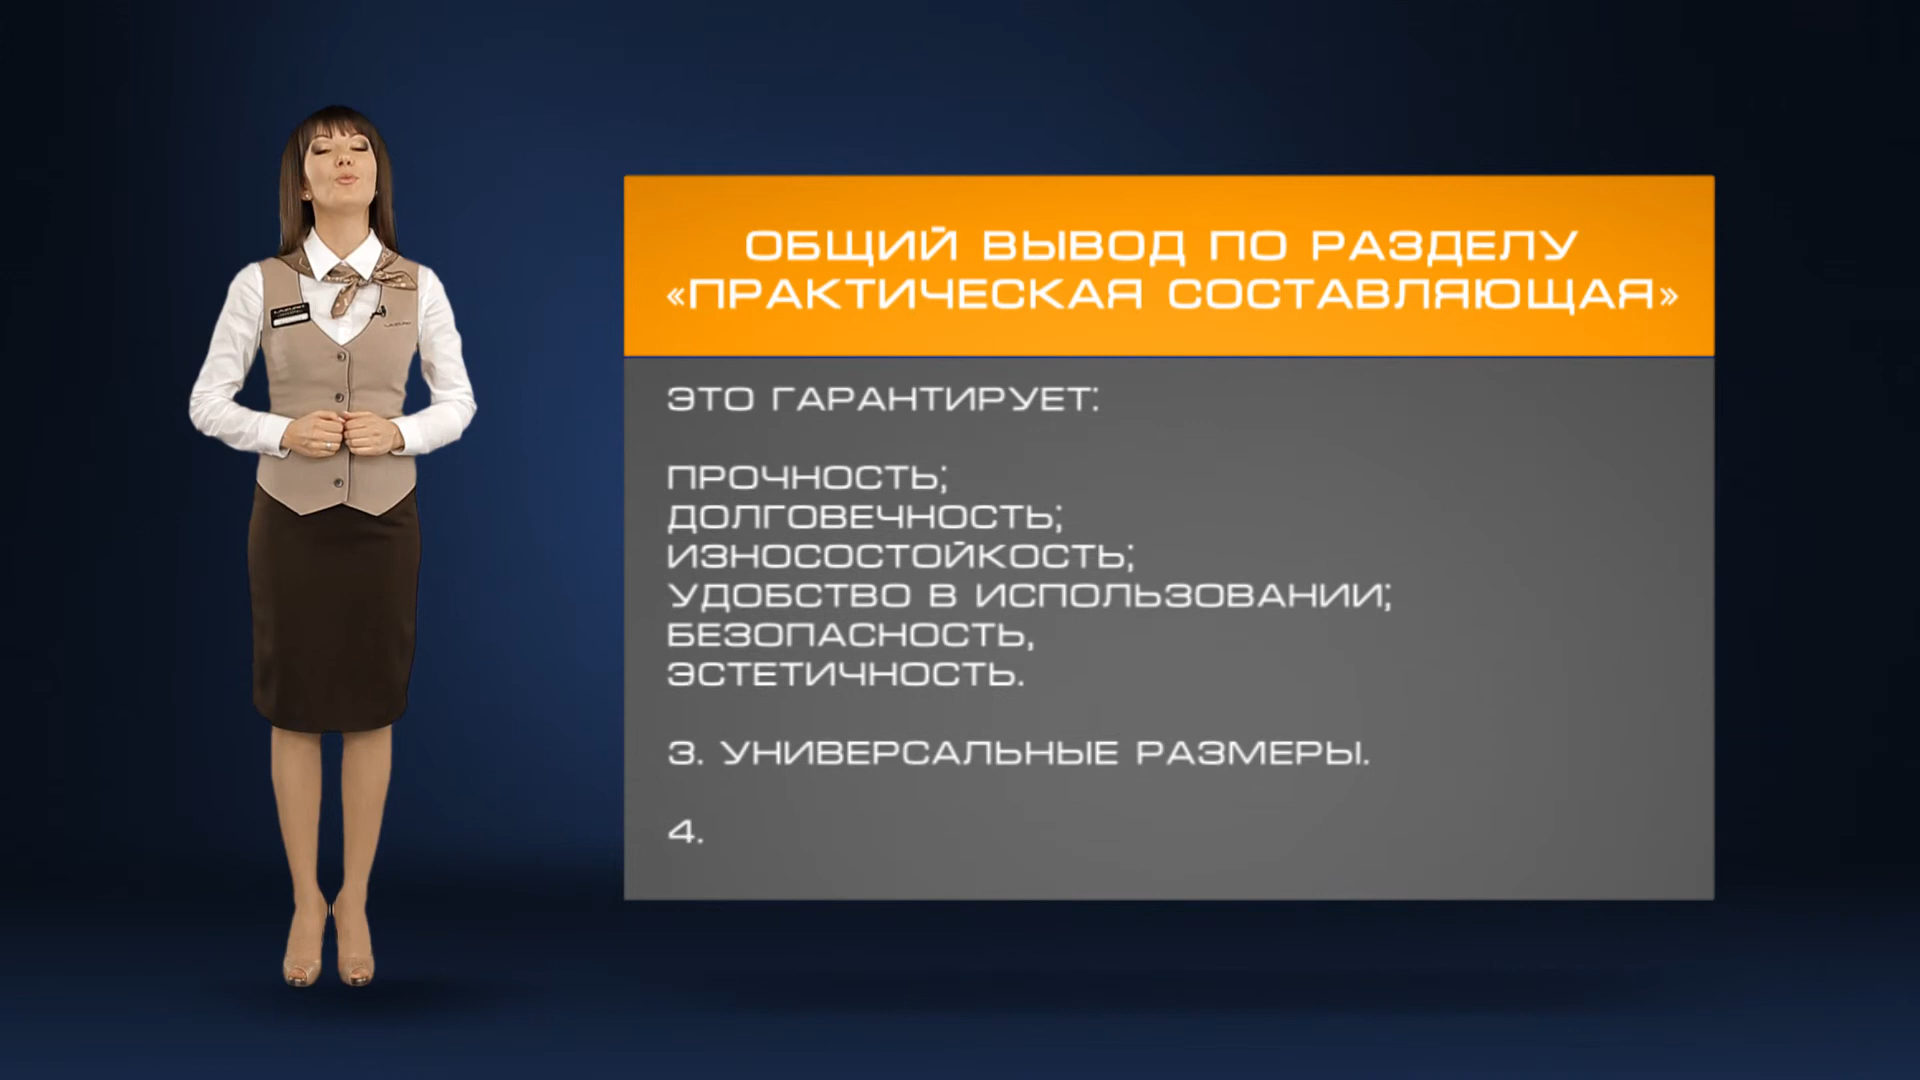 ОБЩИЙ ВЫВОД ПО РАЗДЕЛУ
«ПРАКТИЧЕСКАЯ СОСТАВЛЯЮЩАЯ»
ЭТО ГАРАНТИРУЕТ:
ПРОЧНОСТЬ;
ДОЛГОВЕЧНОСТЬ;
ИЗНОСОСТОЙКОСТЬ;
УДОБСТВО В ИСПОЛЬЗОВАНИИ;
БЕЗОПАСНОСТЬ,
ЭСТЕТИЧНОСТЬ.
3. УНИВЕРСАЛЬНЫЕ РАЗМЕРЫ.
4.